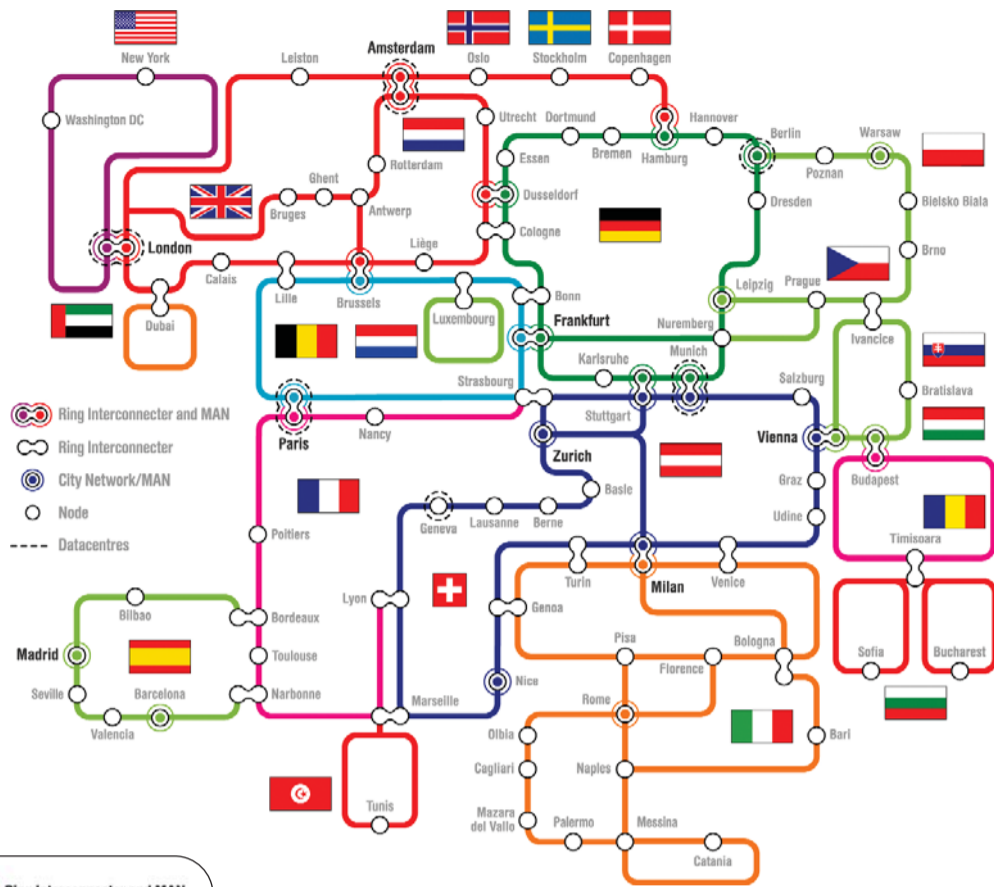 New York
Leiston
Amsterdam
Oslo
Stockholm
Copenhagen
Washington DC
Utrecht
Dortmund
Hannover
Berlin
Warsaw
Essen
Bremen
Hamburg
Poznan
Rotterdam
Ghent
Bruges
Antwerp
Dusseldorf
Dresden
Bielsko Biala
London
Liège
Cologne
Brno
Calais
Lille
Brussels
Bonn
Leipzig
Prague
Dubai
Luxembourg
Frankfurt
Nuremberg
Ivancice
Karlsruhe
Munich
Strasbourg
Salzburg
Bratislava
Ring Interconnecter and MAN
Stuttgart
Paris
Nancy
Vienna
Ring Interconnecter
Zurich
City Network/MAN
Graz
Budapest
Basle
Node
Geneva
Lausanne
Berne
Udine
Datacentres
Poitiers
Timisoara
Turin
Milan
Venice
Lyon
Genoa
Bilbao
Bordeaux
Pisa
Bologna
Madrid
Toulouse
Florence
Sofia
Bucharest
Seville
Barcelona
Narbonne
Nice
Marseille
Rome
Valencia
Olbia
Bari
Cagliari
Naples
Tunis
Mazara
del Vallo
Palermo
Messina
Catania